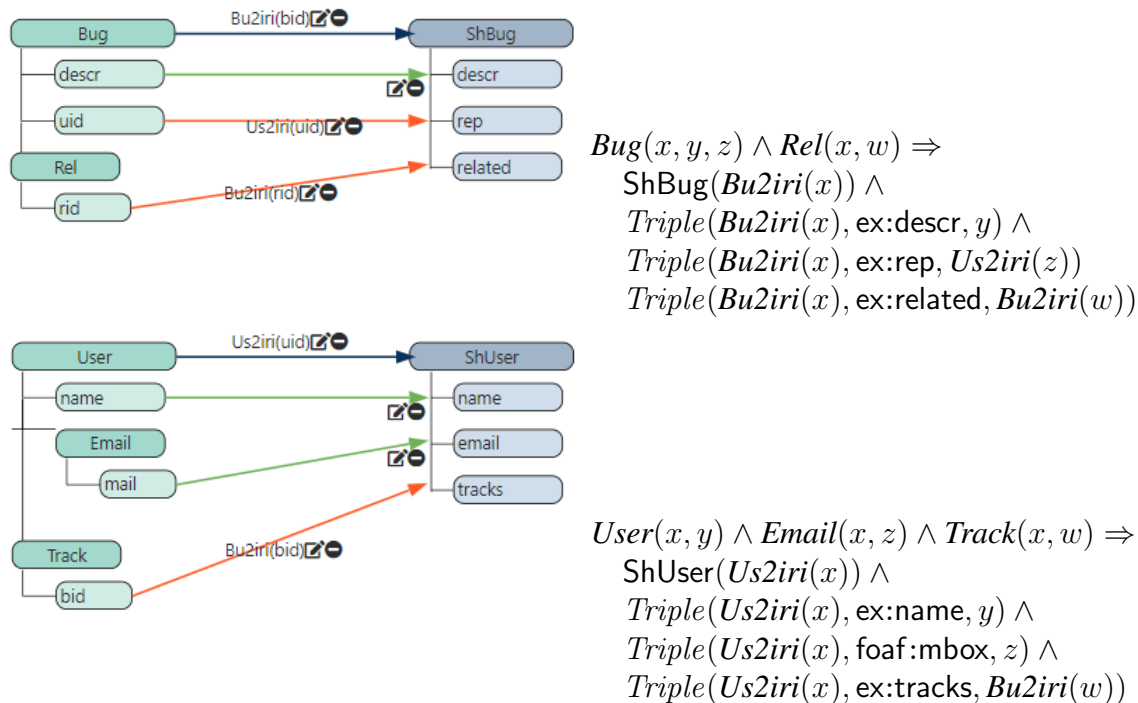 Bu2iri(bid)
Bug
ShBug
descr
descr
uid
Us2iri(uid)
rep
Rel
related
Bu2iri(rid)
rid
Bug(x, y, z) ∧ Rel(x, w) ⇒
ShBug(Bu2iri(x)) ∧
Triple(Bu2iri(x), ex:descr, y) ∧
Triple(Bu2iri(x), ex:rep, Us2iri(z))
Triple(Bu2iri(x), ex:related, Bu2iri(w))
Us2iri(uid)
User
ShUser
name
name
Email
email
mail
tracks
Track
Bu2iri(bid)
bid
User(x, y) ∧ Email(x, z) ∧ Track(x, w) ⇒
ShUser(Us2iri(x)) ∧
Triple(Us2iri(x), ex:name, y) ∧
Triple(Us2iri(x), foaf:mbox, z) ∧
Triple(Us2iri(x), ex:tracks, Bu2iri(w))